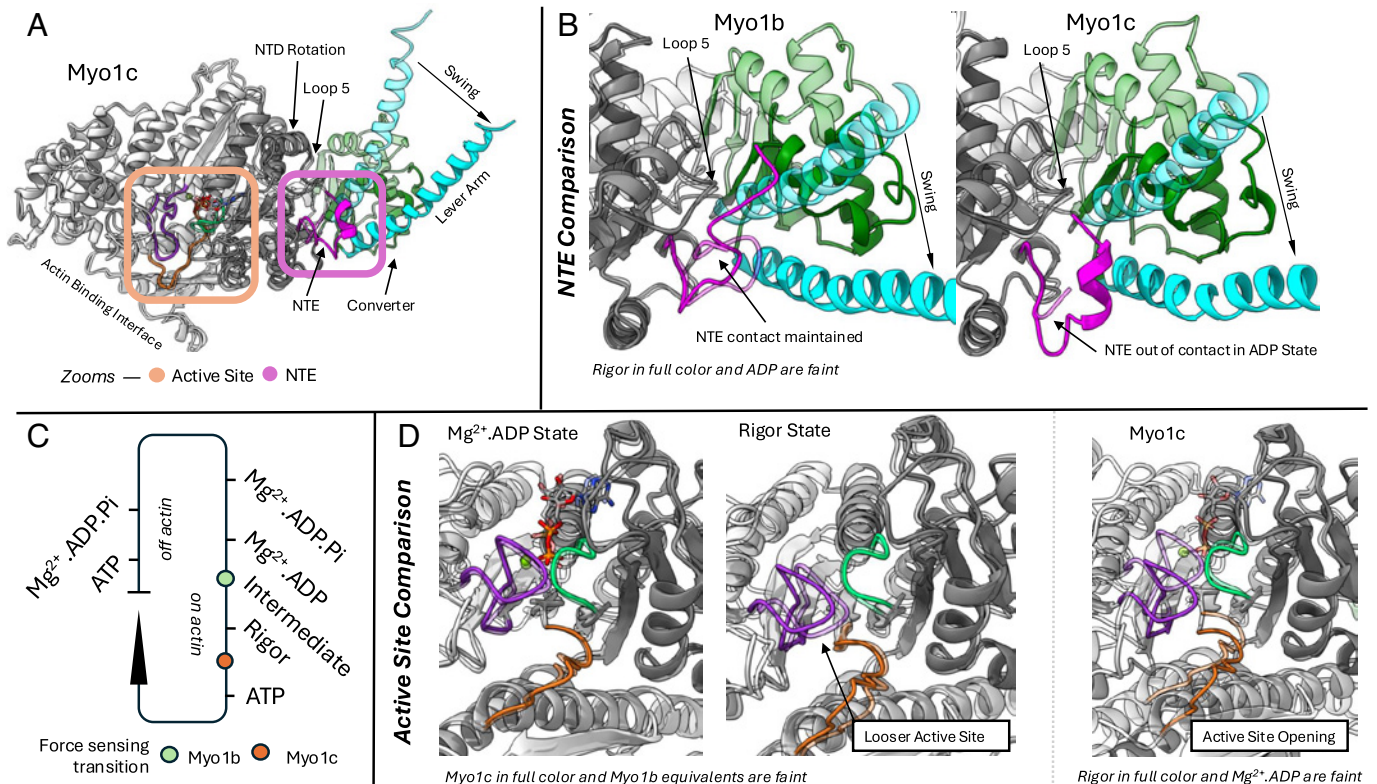 A
Myo1c
NTD Rotation
Loop 5
Swing
Lever Arm
Actin Binding Interface
NTE
Converter
Zooms — Active Site NTE
B
NTE Comparison
Myo1b
Loop 5
Swing
NTE contact maintained
Rigor in full color and ADP are faint
Myo1c
Loop 5
Swing
NTE out of contact in ADP State
C
off actin
on actin
Mg²⁺.ADP.Pi
ATP
Mg²⁺.ADP.Pi
Mg²⁺.ADP
Intermediate
Rigor
ATP
Force sensing
transition
Myo1b
Myo1c
D
Active Site Comparison
Mg²⁺.ADP State
Rigor State
Looser Active Site
Myo1c in full color and Myo1b equivalents are faint
Myo1c
Active Site Opening
Rigor in full color and Mg²⁺.ADP are faint